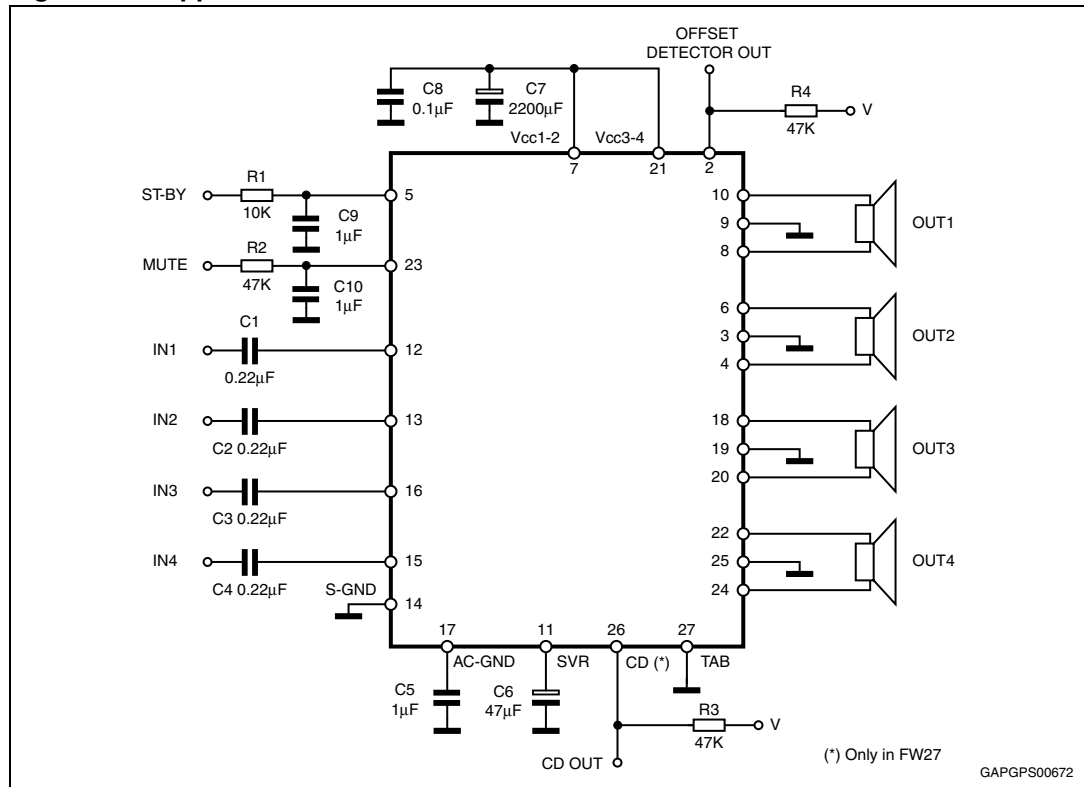 OFFSET
DETECTOR OUT
C8
0.1µF
C7
2200µF
R4
47K
V
Vcc1-2
Vcc3-4
7
21
2
ST-BY
R1
10K
5
C9
1µF
MUTE
R2
47K
23
C10
1µF
IN1
C1
0.22µF
12
IN2
C2 0.22µF
13
IN3
C3 0.22µF
16
IN4
C4 0.22µF
15
S-GND
14
10
9
8
OUT1
6
3
4
OUT2
18
19
20
OUT3
22
25
24
OUT4
17
11
26
27
AC-GND
SVR
CD (*)
TAB
C5
1µF
C6
47µF
R3
47K
V
CD OUT
(*) Only in FW27
GAPGPS00672